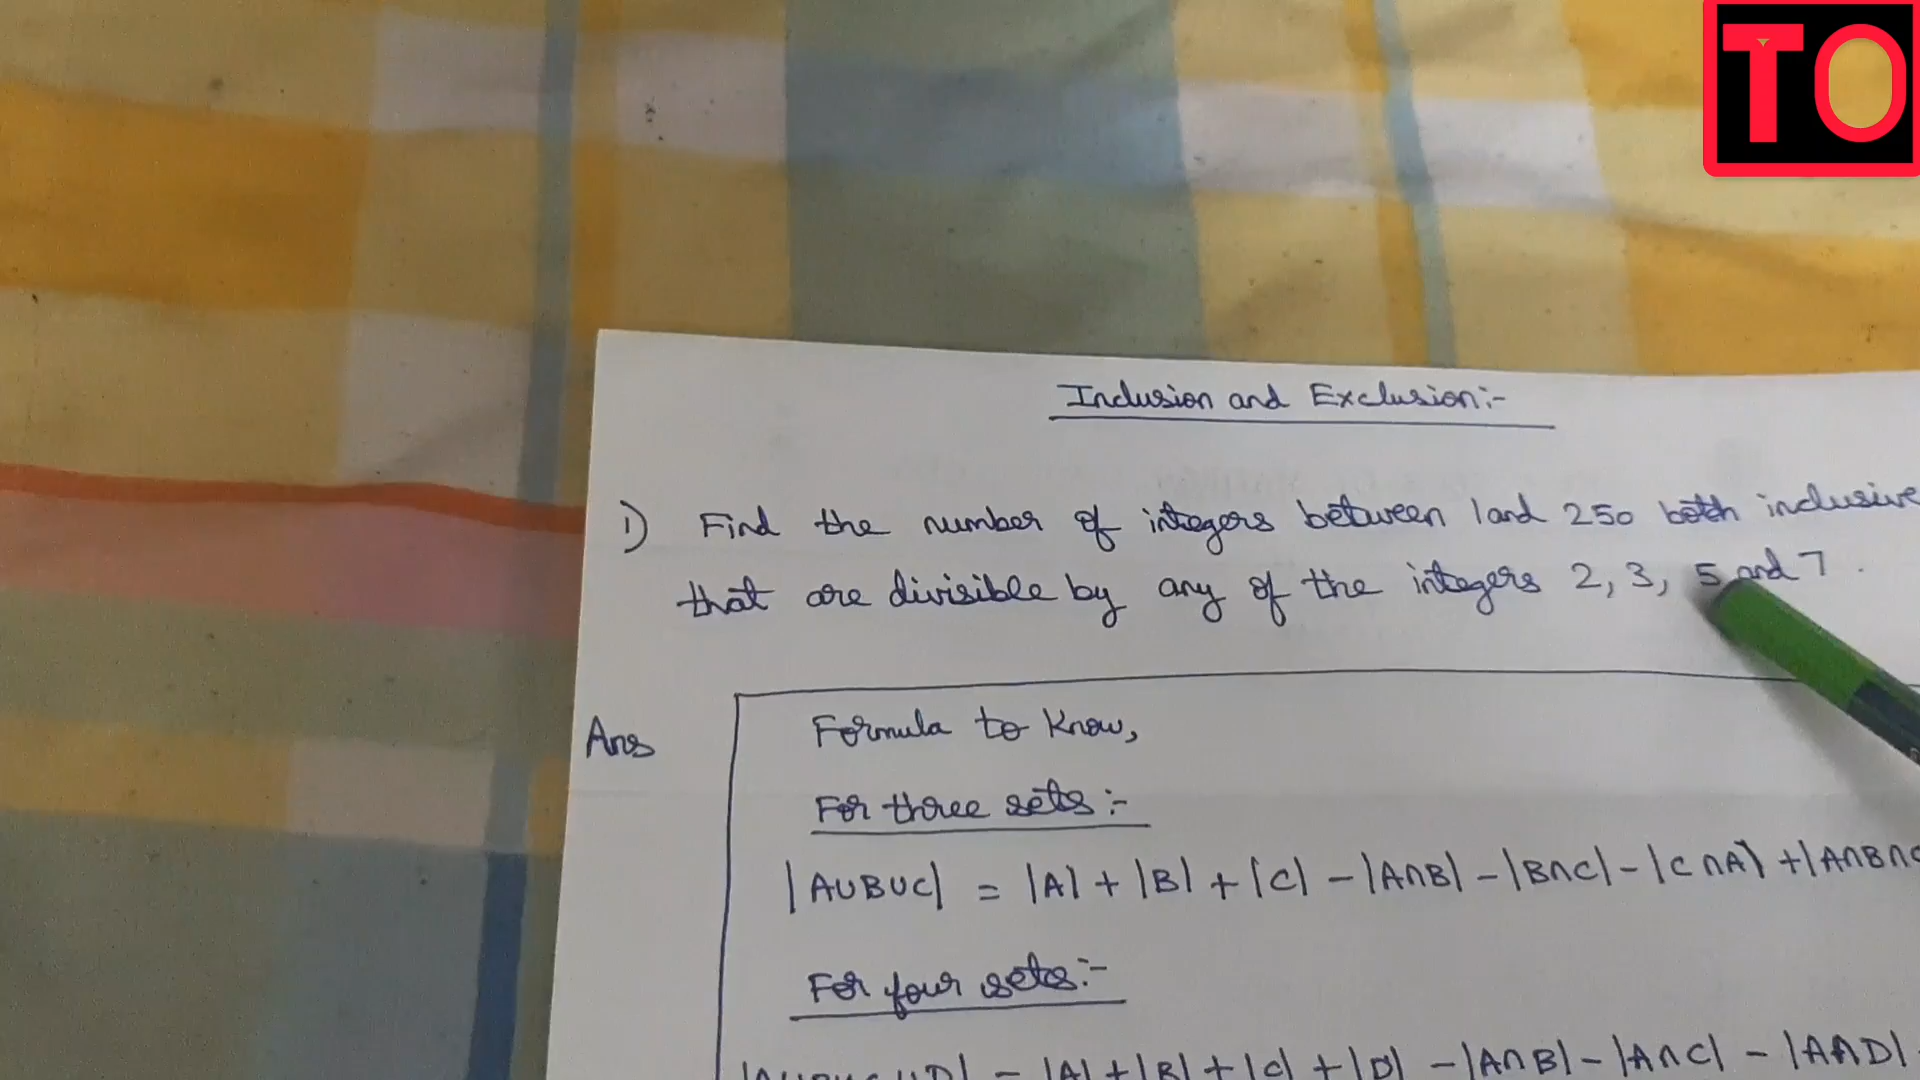 TO
Inclusion and Exclusion:-
1) Find the number of integers between 1 and 250 both inclusive
that are divisible by any of the integers 2, 3, 5 and 7.
Ans
Formula to know,
For three sets:-
|A∪B∪C| = |A| + |B| + |C| - |A∩B| - |B∩C| - |C∩A| + |A∩B∩C
For four sets:-
|A∪B∪C∪D| = |A| + |B| + |C| + |D| - |A∩B| - |A∩C| - |A∩D|